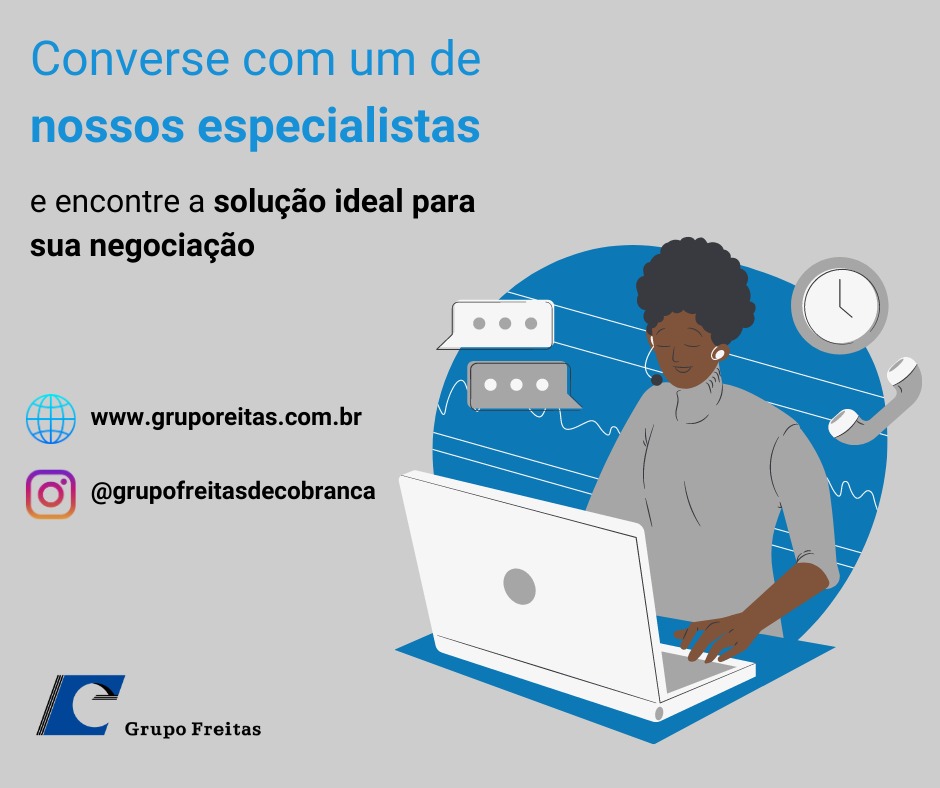 Converse com um de
nossos especialistas
e encontre a solução ideal para
sua negociação
www.gruporeitas.com.br
@grupofreitasdecobranca
Grupo Freitas